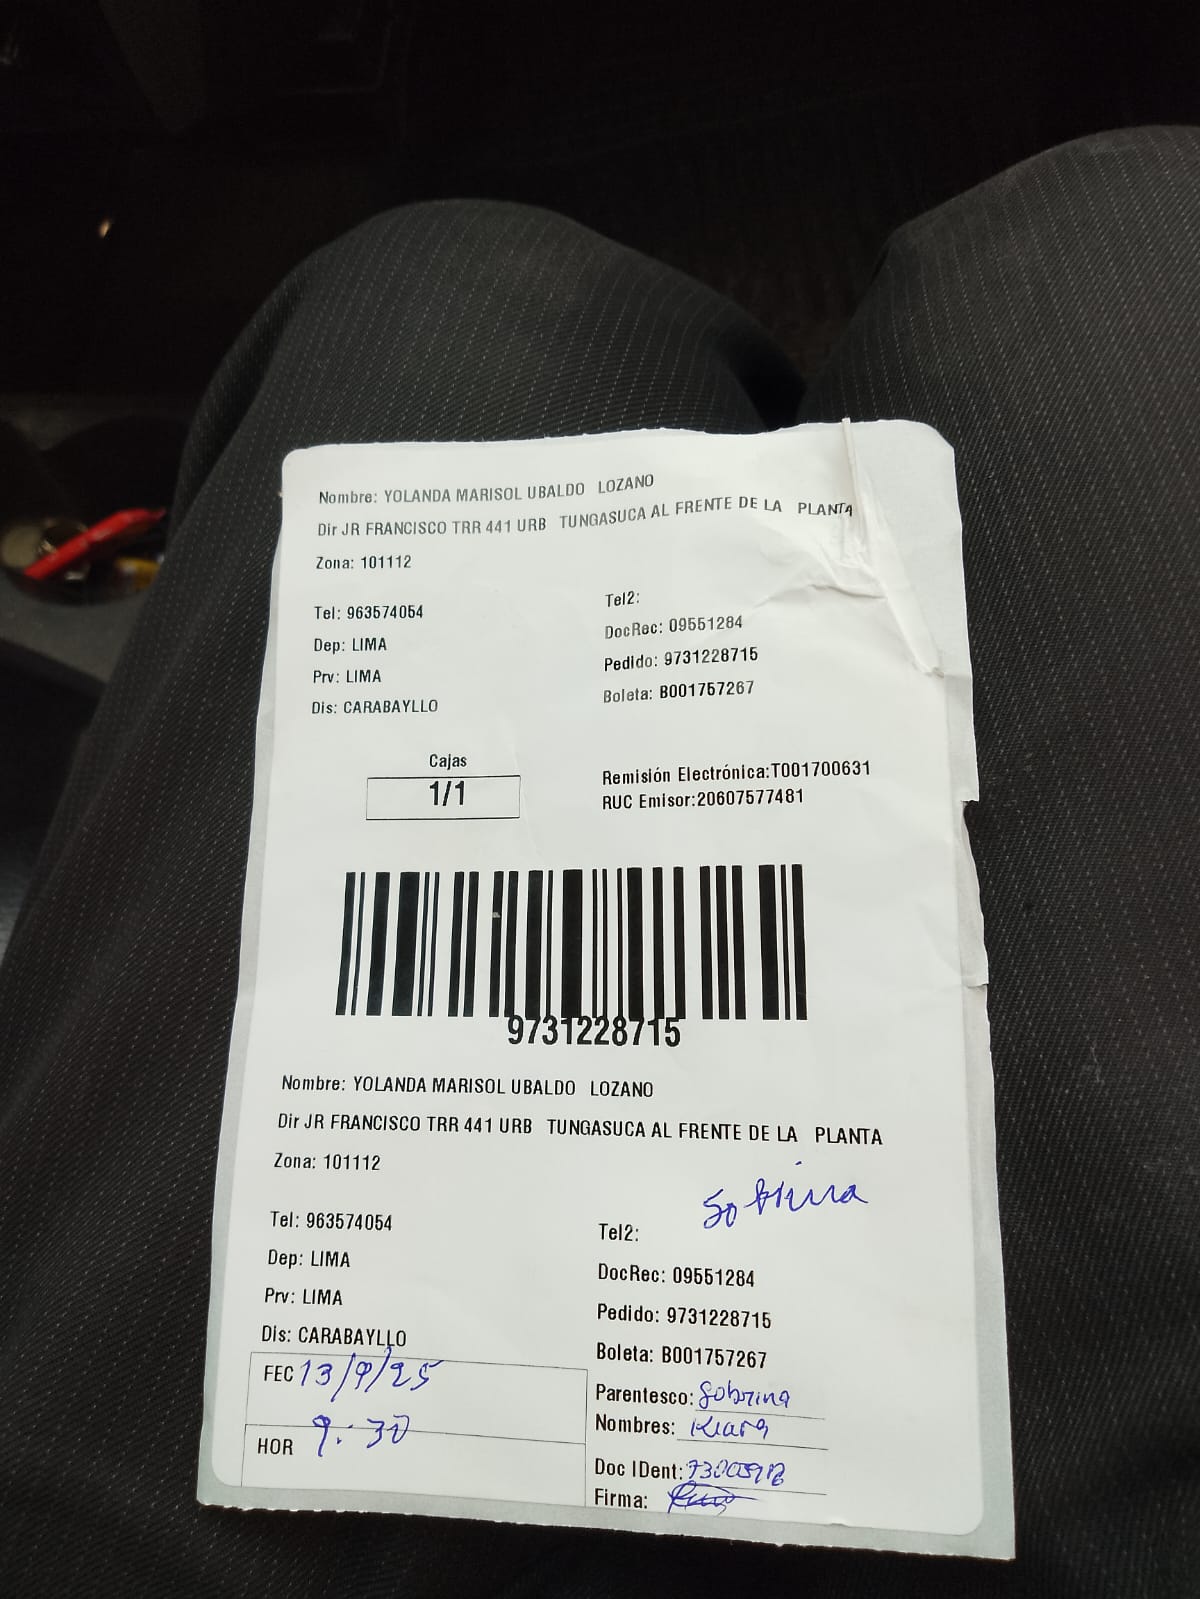 Nombre: YOLANDA MARISOL UBALDO LOZANO
Dir JR FRANCISCO TRR 441 URB TUNGASUCA AL FRENTE DE LA PLANTA
Zona: 101112
Tel: 963574054
Tel2:
Dep: LIMA
DocRec: 09551284
Prv: LIMA
Pedido: 9731228715
Dis: CARABAYLLO
Boleta: B001757267
Cajas
1/1
Remisión Electrónica:T001700631
RUC Emisor:20607577481
9731228715
Nombre: YOLANDA MARISOL UBALDO LOZANO
Dir JR FRANCISCO TRR 441 URB TUNGASUCA AL FRENTE DE LA PLANTA
Zona: 101112
Sobrina
Tel: 963574054
Tel2:
Dep: LIMA
DocRec: 09551284
Prv: LIMA
Pedido: 9731228715
Dis: CARABAYLLO
Boleta: B001757267
FEC 13/9/25
Parentesco: Sobrina
Nombres: Kiara
HOR 9:30
Doc IDent:
Firma: